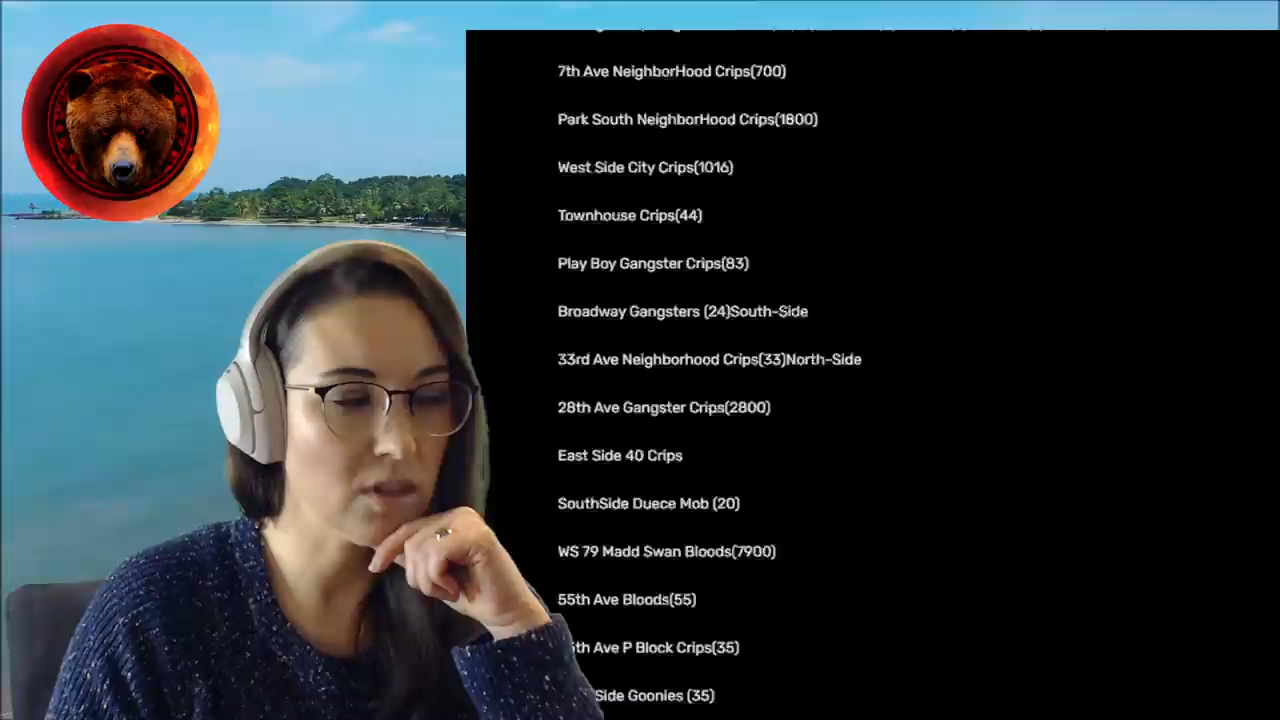 7th Ave NeighborHood Crips(700)
Park South NeighborHood Crips(1800)
West Side City Crips(1016)
Townhouse Crips(44)
Play Boy Gangster Crips(83)
Broadway Gangsters (24)South-Side
33rd Ave Neighborhood Crips(33)North-Side
28th Ave Gangster Crips(2800)
East Side 40 Crips
SouthSide Duece Mob (20)
WS 79 Madd Swan Bloods(7900)
55th Ave Bloods(55)
Ave P Block Crips(35)
Side Goonies (35)